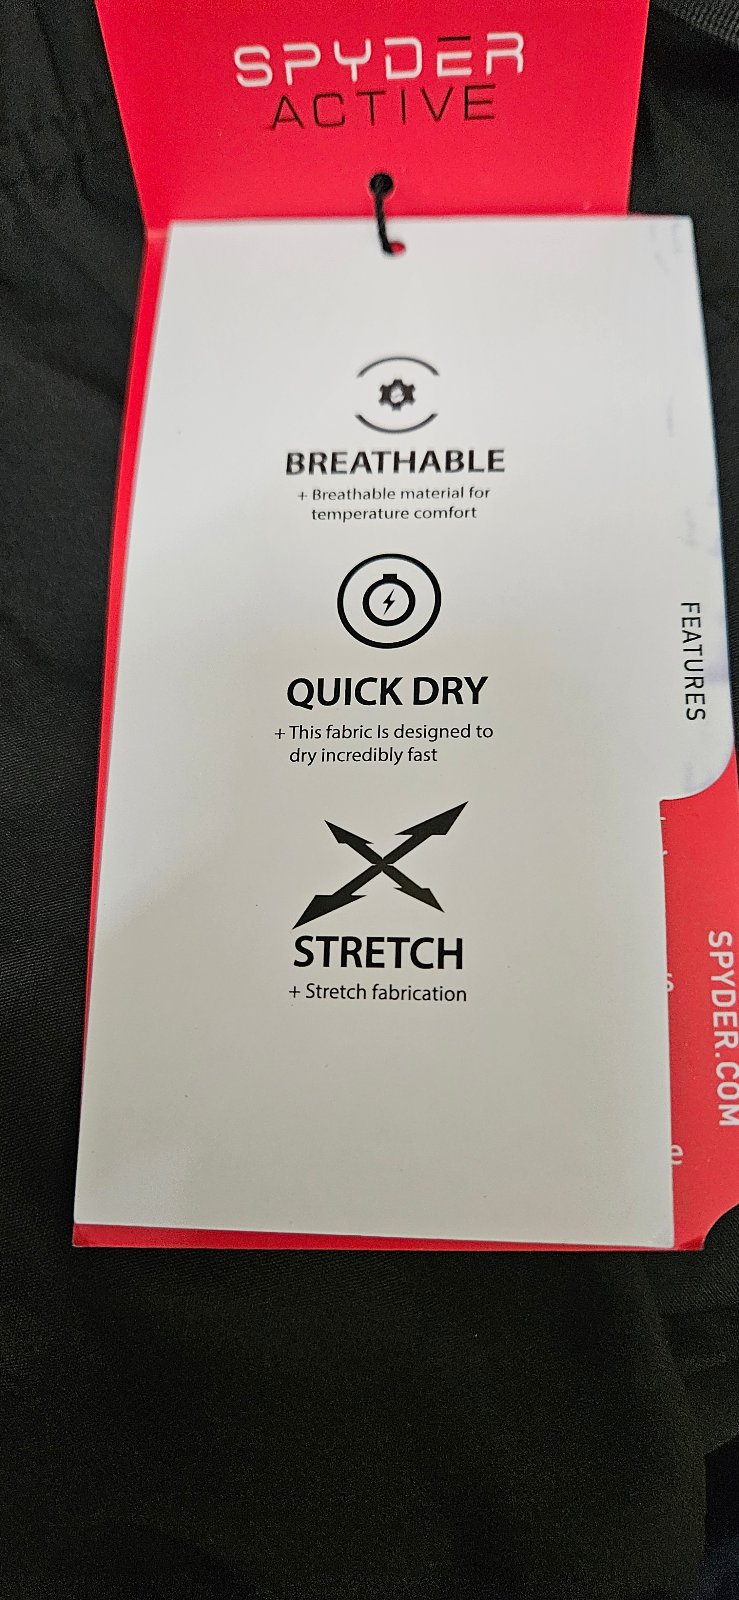 SPYDER
ACTIVE
BREATHABLE
+ Breathable material for
temperature comfort
QUICK DRY
+ This fabric Is designed to
dry incredibly fast
STRETCH
+ Stretch fabrication
FEATURES
SPYDER.COM